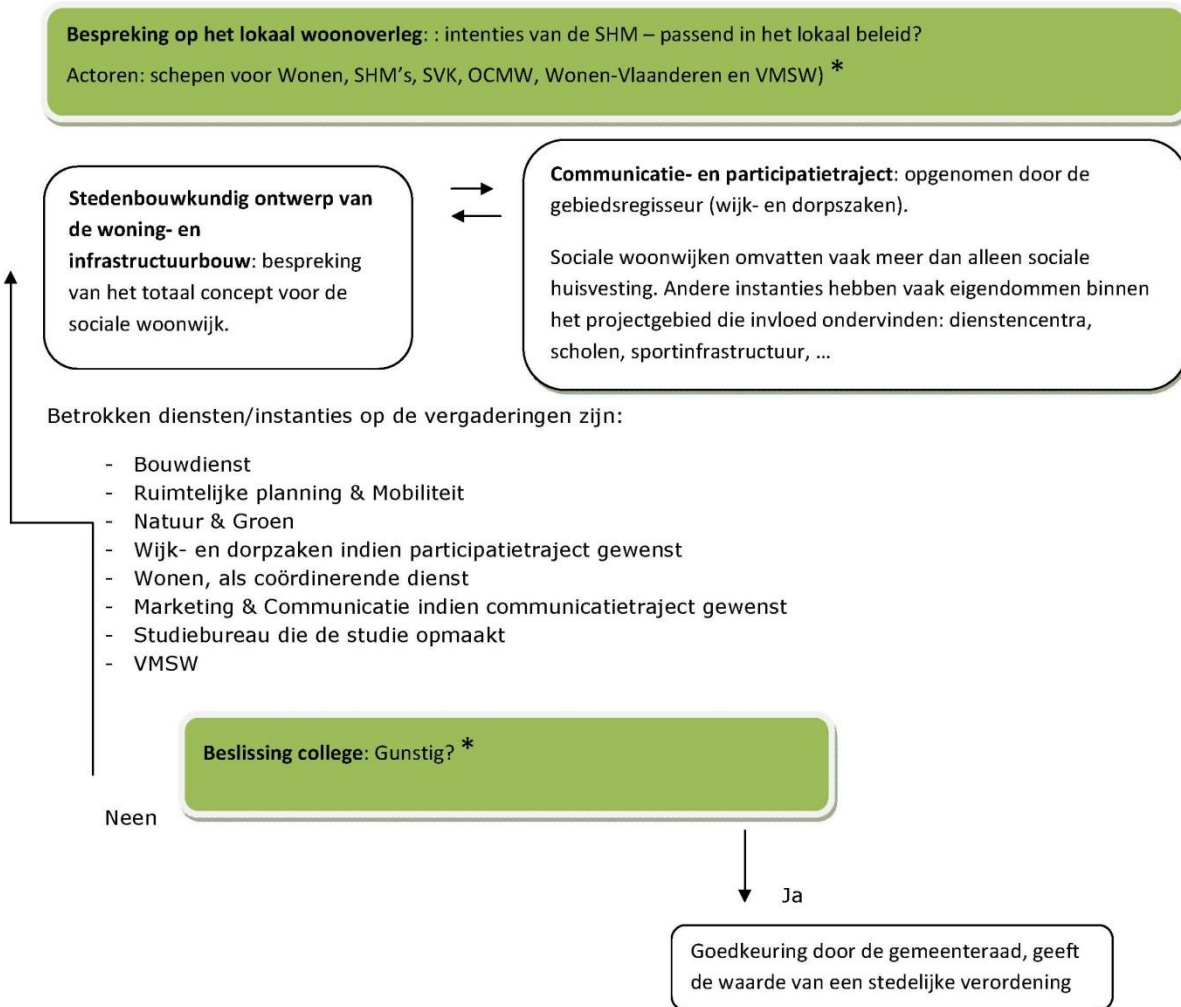 Bespreking op het lokaal woonoverleg: : intenties van de SHM – passend in het lokaal beleid?
Actoren: schepen voor Wonen, SHM's, SVK, OCMW, Wonen-Vlaanderen en VMSW) *
Stedenbouwkundig ontwerp van
de woning- en
infrastructuurbouw: bespreking
van het totaal concept voor de
sociale woonwijk.
Communicatie- en participatietraject: opgenomen door de
gebiedsregisseur (wijk- en dorpszaken).
Sociale woonwijken omvatten vaak meer dan alleen sociale
huisvesting. Andere instanties hebben vaak eigendommen binnen
het projectgebied die invloed ondervinden: dienstencentra,
scholen, sportinfrastructuur, …
Betrokken diensten/instanties op de vergaderingen zijn:
- Bouwdienst
- Ruimtelijke planning & Mobiliteit
- Natuur & Groen
- Wijk- en dorpzaken indien participatietraject gewenst
- Wonen, als coördinerende dienst
- Marketing & Communicatie indien communicatietraject gewenst
- Studiebureau die de studie opmaakt
- VMSW
Beslissing college: Gunstig? *
Neen
Ja
Goedkeuring door de gemeenteraad, geeft
de waarde van een stedelijke verordening